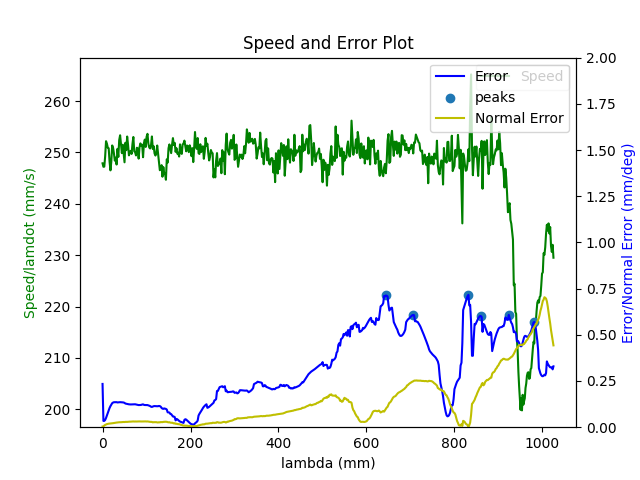 Speed and Error Plot
Error
Speed
peaks
Normal Error
260
250
240
230
220
210
200
2.00
1.75
1.50
1.25
1.00
0.75
0.50
0.25
0.00
0 200 400 600 800 1000
lambda (mm)
Speed/lamdot (mm/s)
Error/Normal Error (mm/deg)